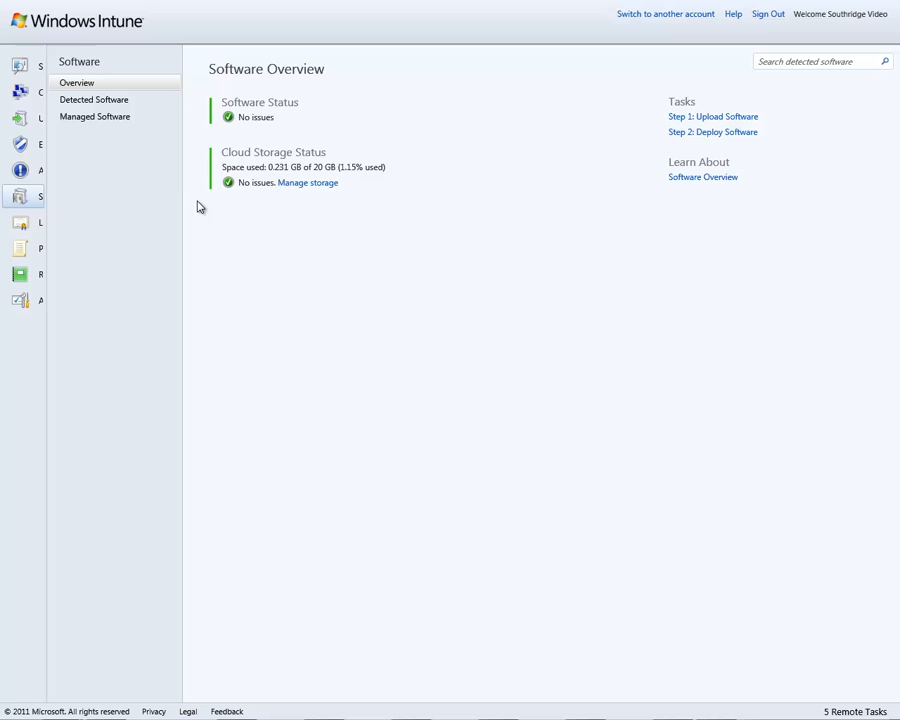 Windows Intune
Switch to another account Help Sign Out Welcome Southridge Video
S
C
U
E
A
S
L
P
R
A
Software
Overview
Detected Software
Managed Software
Software Overview
Search detected software
Software Status
No issues
Cloud Storage Status
Space used: 0.231 GB of 20 GB (1.15% used)
No issues. Manage storage
Tasks
Step 1: Upload Software
Step 2: Deploy Software
Learn About
Software Overview
© 2011 Microsoft. All rights reserved Privacy Legal Feedback
5 Remote Tasks